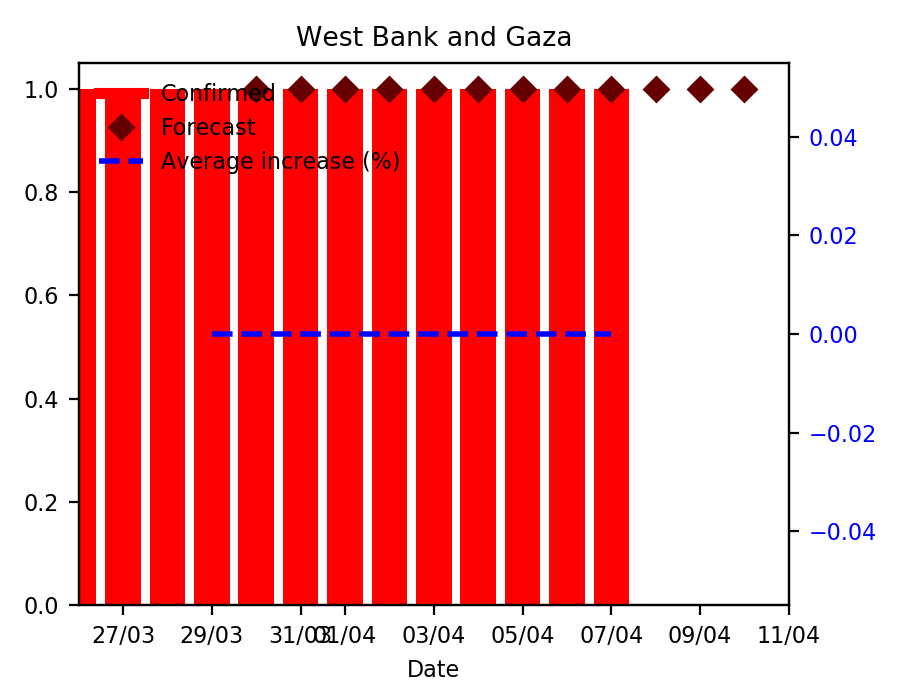 West Bank and Gaza
Confirmed
Forecast
Average increase (%)
1.0
0.8
0.6
0.4
0.2
0.0
0.04
0.02
0.00
−0.02
−0.04
27/03 29/03 31/03 01/04 03/04 05/04 07/04 09/04 11/04
Date